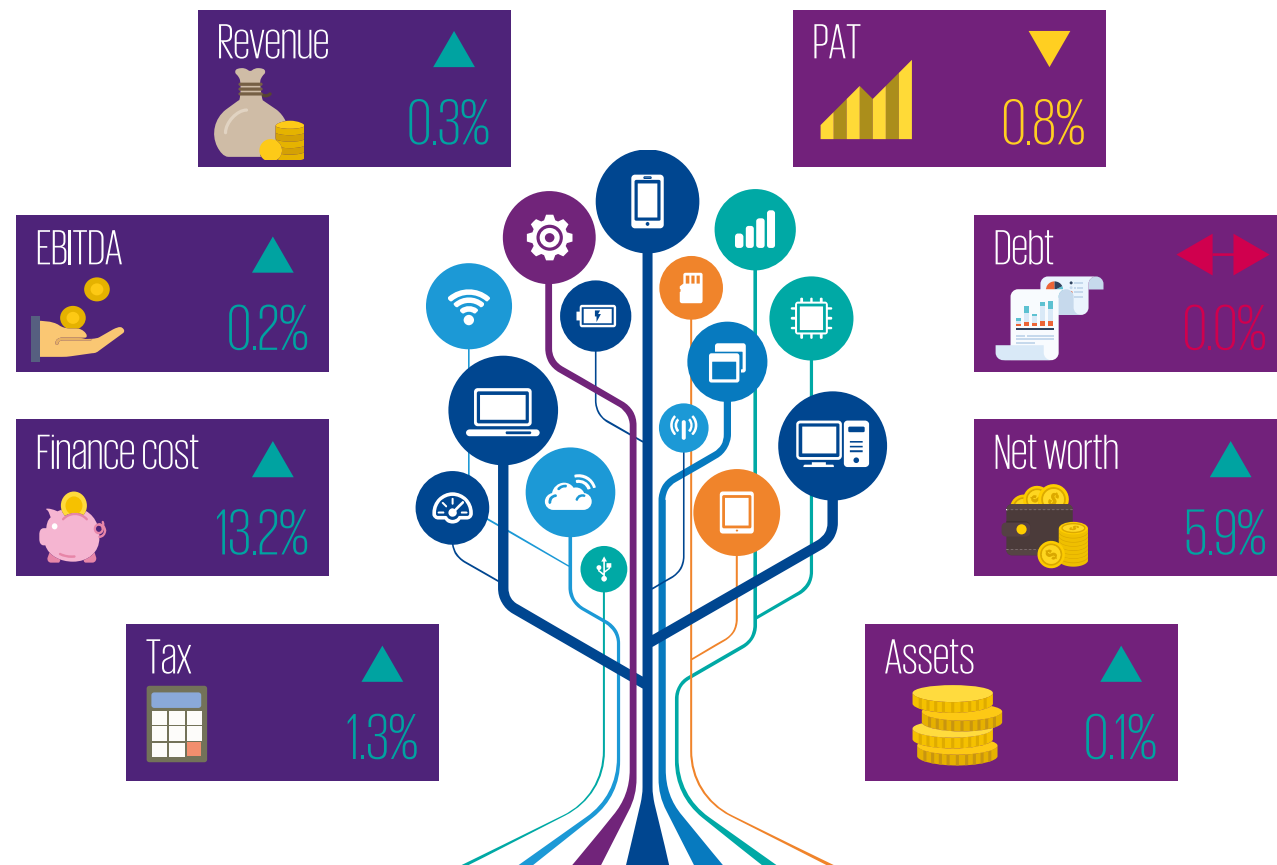 Revenue
0.3%
PAT
0.8%
EBITDA
0.2%
Debt
0.0%
Finance cost
13.2%
Net worth
5.9%
Tax
1.3%
Assets
0.1%